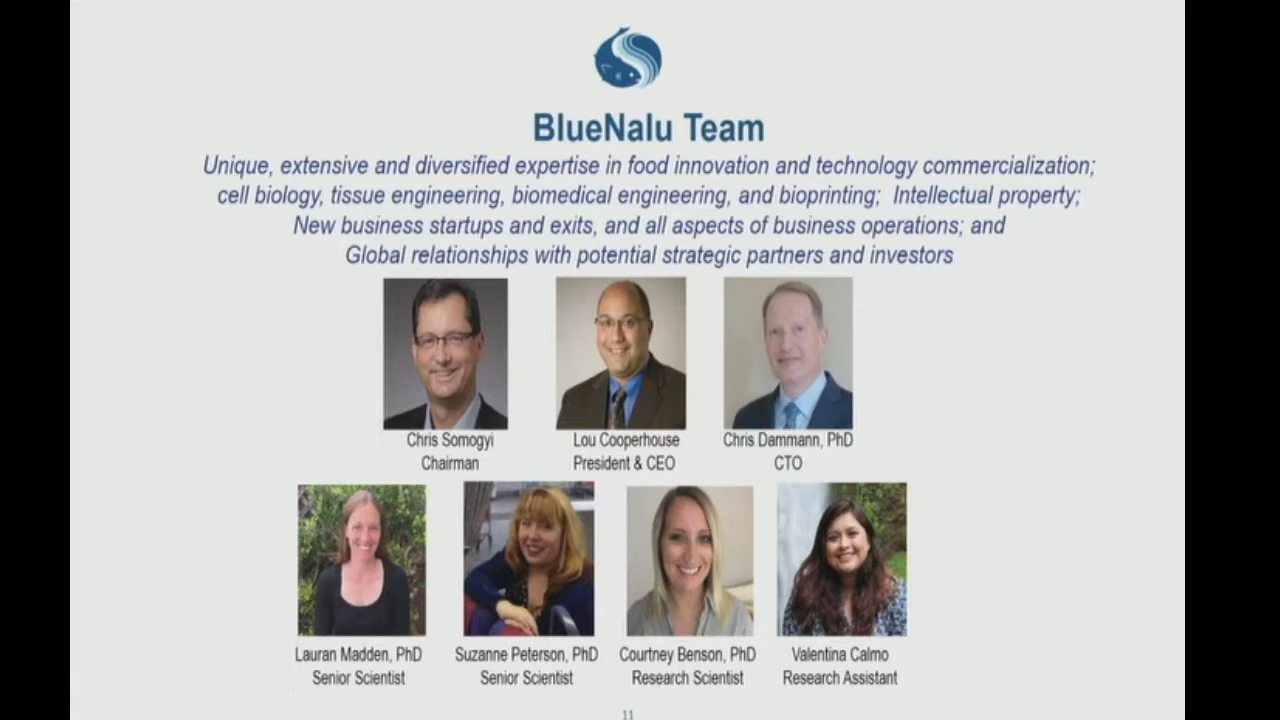 BlueNalu Team
Unique, extensive and diversified expertise in food innovation and technology commercialization;
cell biology, tissue engineering, biomedical engineering, and bioprinting; Intellectual property;
New business startups and exits, and all aspects of business operations; and
Global relationships with potential strategic partners and investors
Chris Somogyi
Chairman
Lou Cooperhouse
President & CEO
Chris Dammann, PhD
CTO
Lauran Madden, PhD
Senior Scientist
Suzanne Peterson, PhD
Senior Scientist
Courtney Benson, PhD
Research Scientist
Valentina Calmo
Research Assistant
11